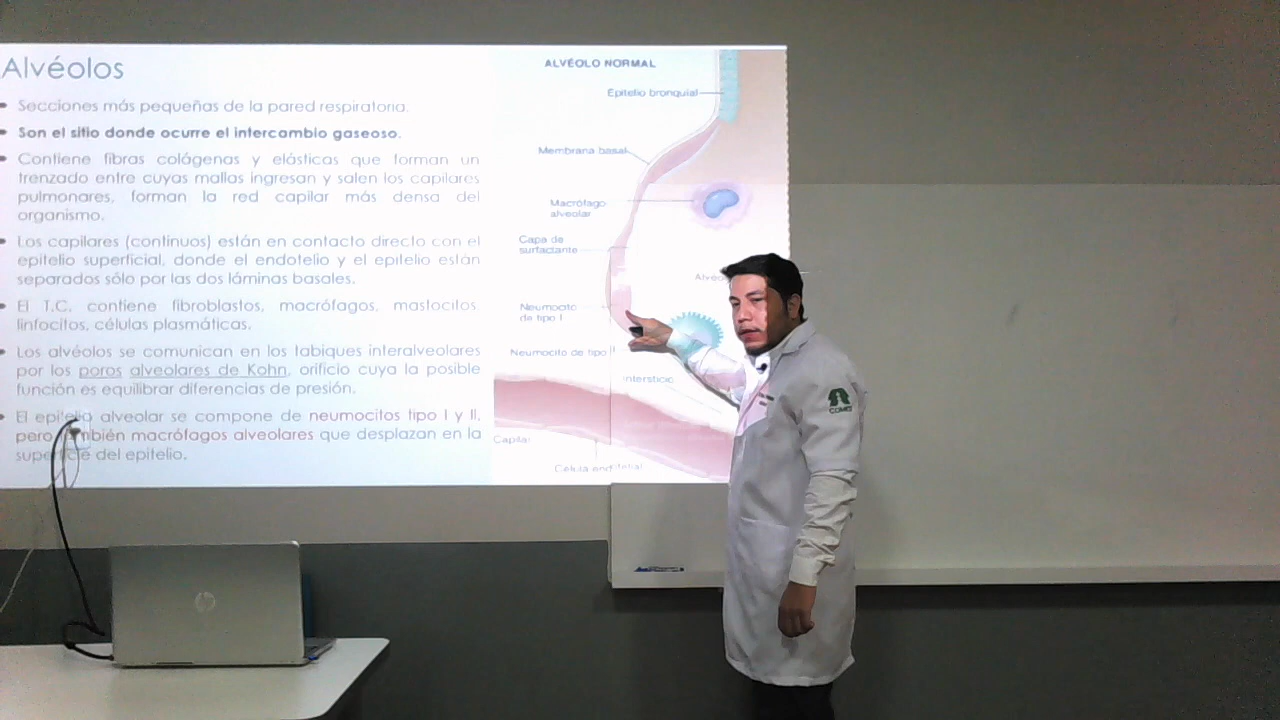 Alvéolos
Secciones más pequeñas de la pared respiratoria.
Son el sitio donde ocurre el intercambio gaseoso.
Contiene fibras colágenas y elásticas que forman un
trenzado entre cuyas mallas ingresan y salen los capilares
pulmonares, forman la red capilar más densa del
organismo.
Los capilares (continuos) están en contacto directo con el
epitelio superficial, donde el endotelio y el epitelio están
separados sólo por las dos láminas basales.
El T.C. contiene fibroblastos, macrófagos, mastocitos
linfocitos, células plasmáticas.
Los alvéolos se comunican en los tabiques interalveolares
por los poros alveolares de Kohn, orificio cuya la posible
función es equilibrar diferencias de presión.
El epitelio alveolar se compone de neumocitos tipo I y II,
pero también macrófagos alveolares que desplazan en la
superficie del epitelio.
ALVÉOLO NORMAL
Epitelio bronquial
Membrana basal
Macrófago
alveolar
Capa de
surfactante
Neumocito
de tipo I
Neumocito de tipo II
Intersticio
Capilar
Célula endotelial
COMEX
hp